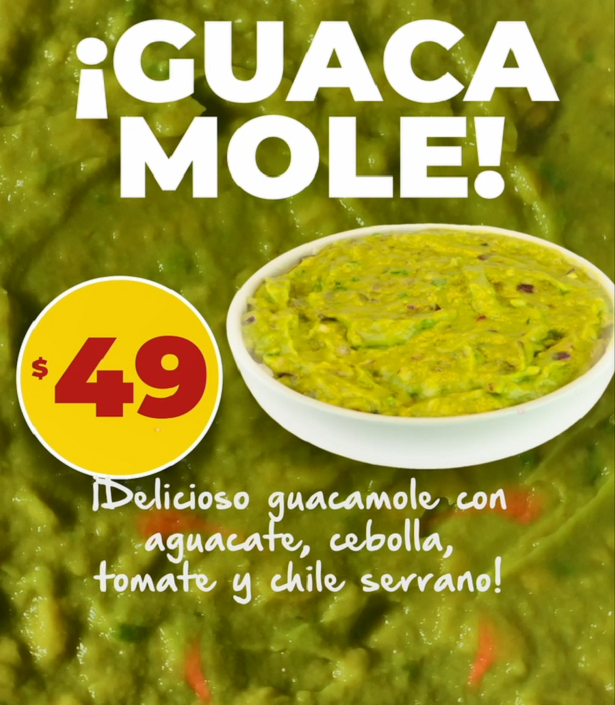 ¡GUACA
MOLE!
$49
¡Delicioso guacamole con
aguacate, cebolla,
tomate y chile serrano!